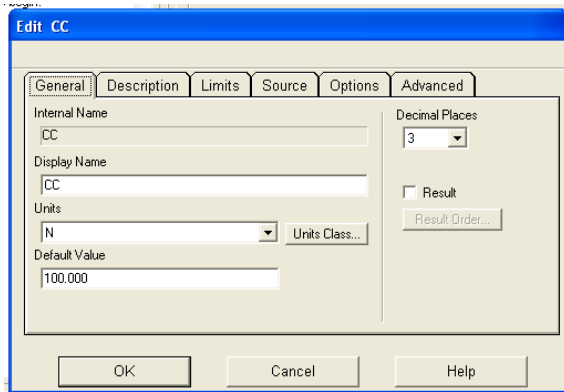 Edit CC
General Description Limits Source Options Advanced
Internal Name
CC
Display Name
CC
Units
N
Units Class...
Default Value
100.000
Decimal Places
3
Result
Result Order...
OK Cancel Help